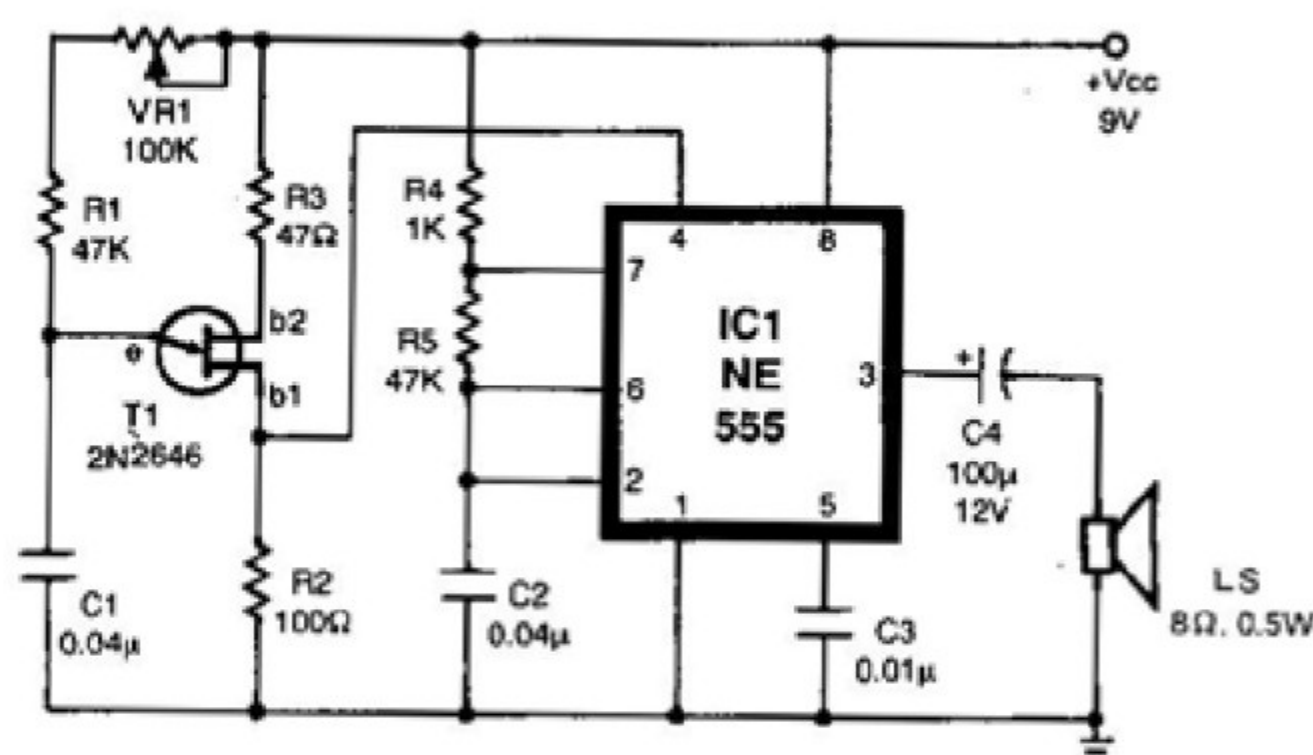 VR1
100K
+Vcc
9V
R1
47K
R3
47Ω
R4
1K
4
8
7
IC1
NE
555
b2
e
b1
R5
47K
6
3
+
T1
2N2646
2
1
5
C4
100µ
12V
C1
0.04µ
R2
100Ω
C2
0.04µ
C3
0.01µ
LS
8Ω. 0.5W